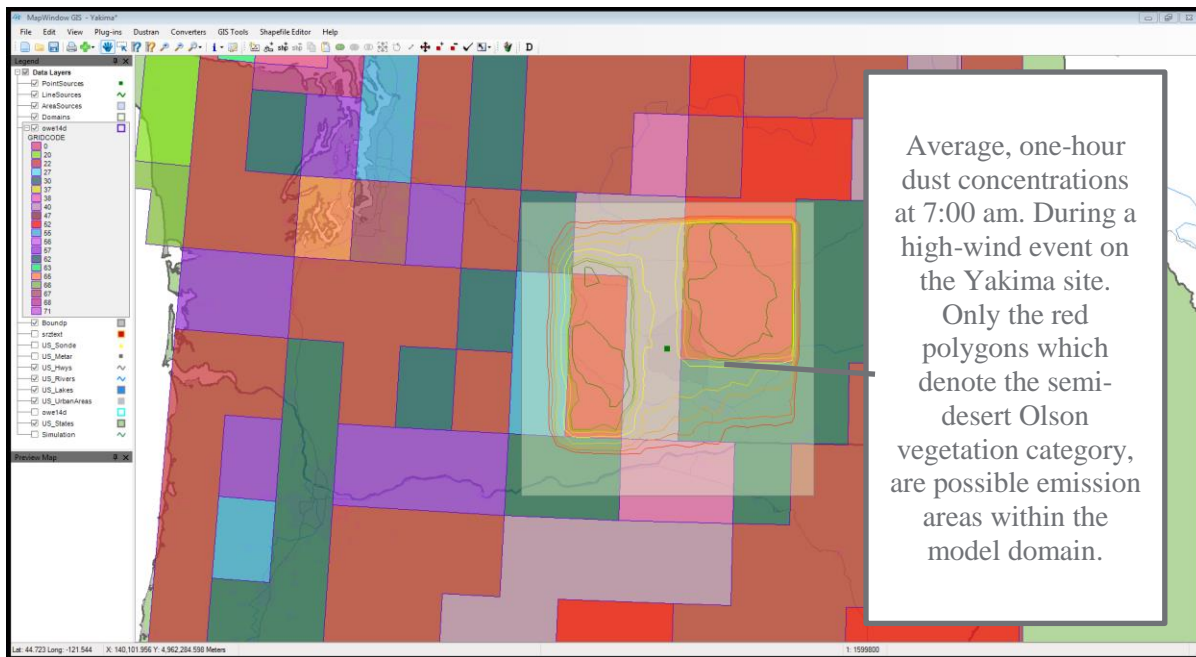 MapWindow GIS - Yakima*
File Edit View Plug-ins Dustran Converters GIS Tools Shapefile Editor Help
D
Legend
Data Layers
PointSources
LineSources
AreaSources
Domains
owe14d
GRIDCODE
0
20
22
27
30
37
38
40
47
52
55
56
57
62
63
65
66
67
68
71
Boundp
srztext
US_Sonde
US_Metar
US_Hwys
US_Rivers
US_Lakes
US_UrbanAreas
owe14d
US_States
Simulation
Preview Map
Average, one-hour
dust concentrations
at 7:00 am. During a
high-wind event on
the Yakima site.
Only the red
polygons which
denote the semi-
desert Olson
vegetation category,
are possible emission
areas within the
model domain.
Lat: 44.723 Long: -121.544 X: 140,101.956 Y: 4,962,284.598 Meters 1: 1599800